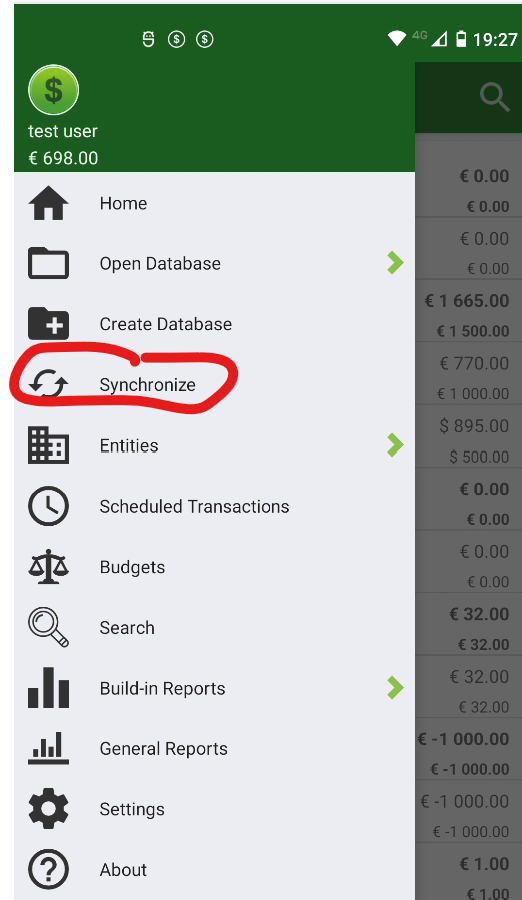 4G 19:27
$
test user
€ 698.00
Home
Open Database
Create Database
Synchronize
Entities
Scheduled Transactions
Budgets
Search
Build-in Reports
General Reports
Settings
About
€ 0.00
€ 0.00
€ 0.00
€ 0.00
€ 1 665.00
€ 1 500.00
€ 770.00
€ 1 000.00
$ 895.00
$ 500.00
€ 0.00
€ 0.00
€ 0.00
€ 0.00
€ 32.00
€ 32.00
€ 32.00
€ 32.00
€ -1 000.00
€ -1 000.00
€ -1 000.00
€ -1 000.00
€ 1.00
€ 1.00